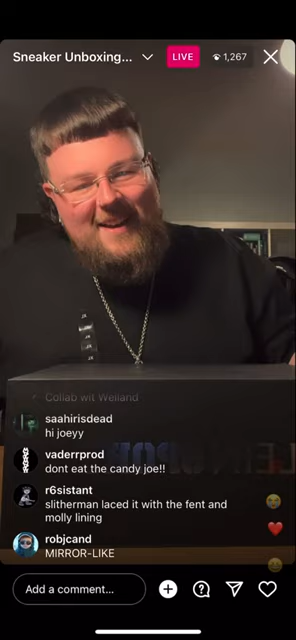 Sneaker Unboxing...
LIVE
1,267
Collab wit Weiland
saahirisdead
hi joeyy
vaderrprod
dont eat the candy joe!!
r6sistant
slitherman laced it with the fent and
molly lining
robjcand
MIRROR-LIKE
Add a comment…